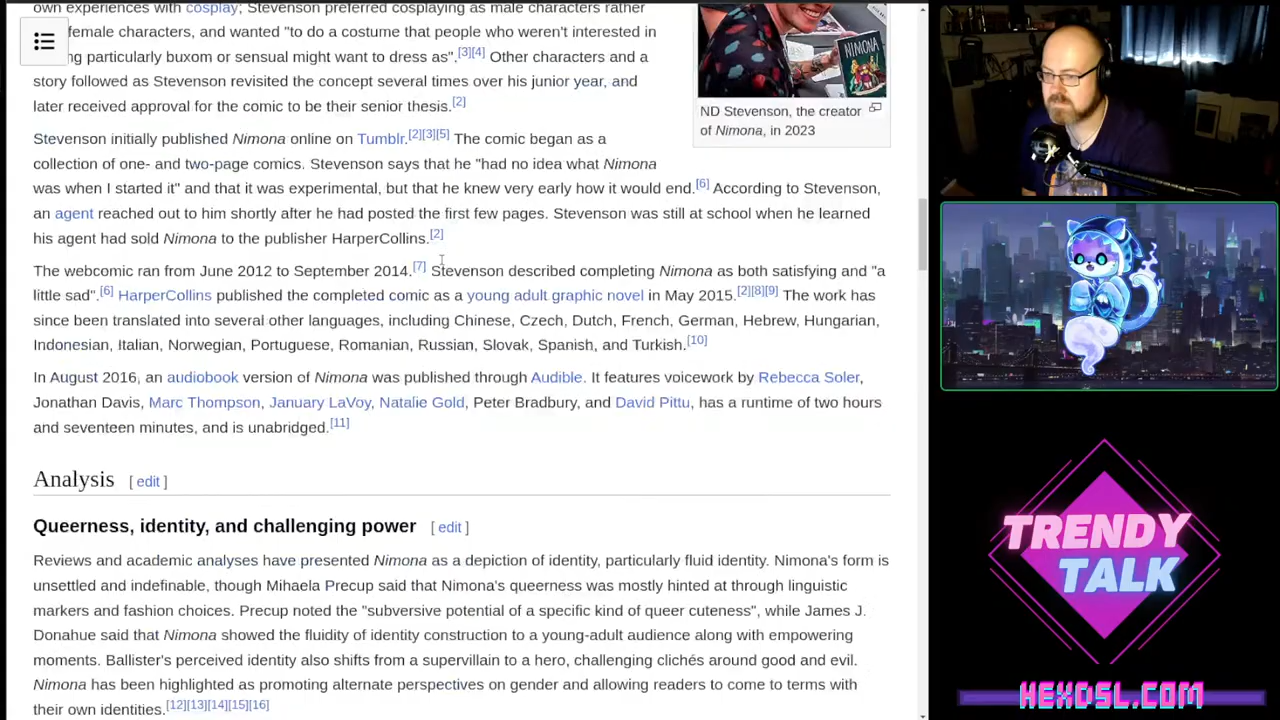 own experiences with cosplay; Stevenson preferred cosplaying as male characters rather
female characters, and wanted "to do a costume that people who weren't interested in
particularly buxom or sensual might want to dress as".[3][4] Other characters and a
story followed as Stevenson revisited the concept several times over his junior year, and
later received approval for the comic to be their senior thesis.[2]
NIMONA
ND Stevenson, the creator
of Nimona, in 2023
Stevenson initially published Nimona online on Tumblr.[2][3][5] The comic began as a
collection of one- and two-page comics. Stevenson says that he "had no idea what Nimona
was when I started it" and that it was experimental, but that he knew very early how it would end.[6] According to Stevenson,
an agent reached out to him shortly after he had posted the first few pages. Stevenson was still at school when he learned
his agent had sold Nimona to the publisher HarperCollins.[2]
The webcomic ran from June 2012 to September 2014.[7] Stevenson described completing Nimona as both satisfying and "a
little sad".[6] HarperCollins published the completed comic as a young adult graphic novel in May 2015.[2][8][9] The work has
since been translated into several other languages, including Chinese, Czech, Dutch, French, German, Hebrew, Hungarian,
Indonesian, Italian, Norwegian, Portuguese, Romanian, Russian, Slovak, Spanish, and Turkish.[10]
In August 2016, an audiobook version of Nimona was published through Audible. It features voicework by Rebecca Soler,
Jonathan Davis, Marc Thompson, January LaVoy, Natalie Gold, Peter Bradbury, and David Pittu, has a runtime of two hours
and seventeen minutes, and is unabridged.[11]
Analysis [ edit ]
Queerness, identity, and challenging power [ edit ]
Reviews and academic analyses have presented Nimona as a depiction of identity, particularly fluid identity. Nimona's form is
unsettled and indefinable, though Mihaela Precup said that Nimona's queerness was mostly hinted at through linguistic
markers and fashion choices. Precup noted the "subversive potential of a specific kind of queer cuteness", while James J.
Donahue said that Nimona showed the fluidity of identity construction to a young-adult audience along with empowering
moments. Ballister's perceived identity also shifts from a supervillain to a hero, challenging clichés around good and evil.
Nimona has been highlighted as promoting alternate perspectives on gender and allowing readers to come to terms with
their own identities.[12][13][14][15][16]
TRENDY
TALK
HEXDSL.COM